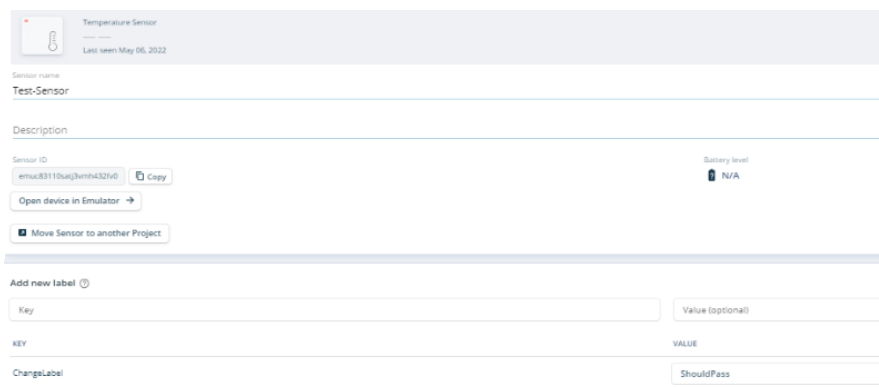 Temperature Sensor
Last seen May 06, 2022
Sensor name
Test-Sensor
Description
Sensor ID
Battery level
emuc83110satj3vmh432fv0 Copy
N/A
Open device in Emulator
Move Sensor to another Project
Add new label
Key
Value (optional)
KEY
VALUE
ChangeLabel
ShouldPass